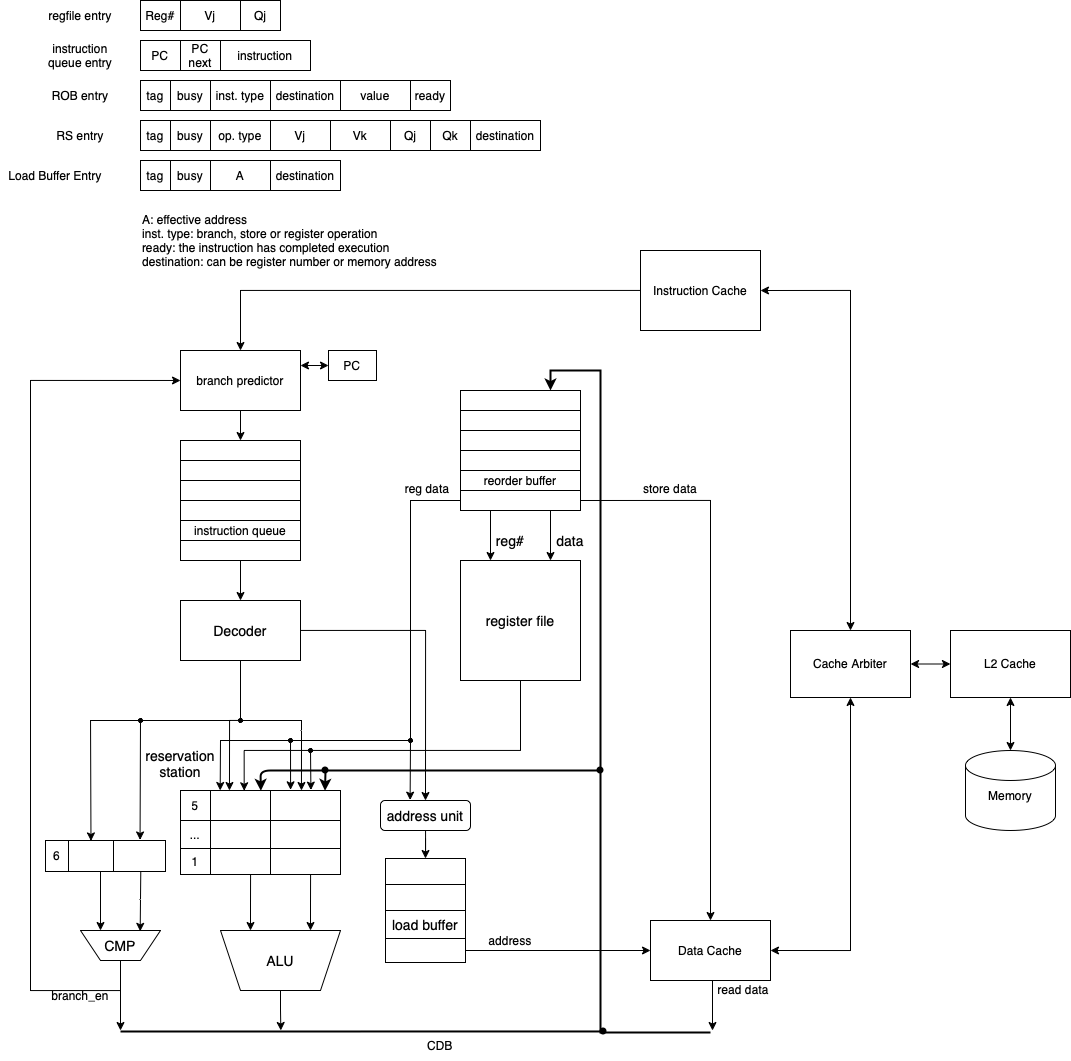 regfile entry
Reg#
Vj
Qj
instruction
queue entry
PC
PC
next
instruction
ROB entry
tag
busy
inst. type
destination
value
ready
RS entry
tag
busy
op. type
Vj
Vk
Qj
Qk
destination
Load Buffer Entry
tag
busy
A
destination
A: effective address
inst. type: branch, store or register operation
ready: the instruction has completed execution
destination: can be register number or memory address
Instruction Cache
branch predictor
PC
reorder buffer
reg data
store data
instruction queue
reg#
data
register file
Decoder
Cache Arbiter
L2 Cache
reservation
station
Memory
5
...
1
address unit
6
load buffer
address
CMP
ALU
Data Cache
read data
branch_en
CDB